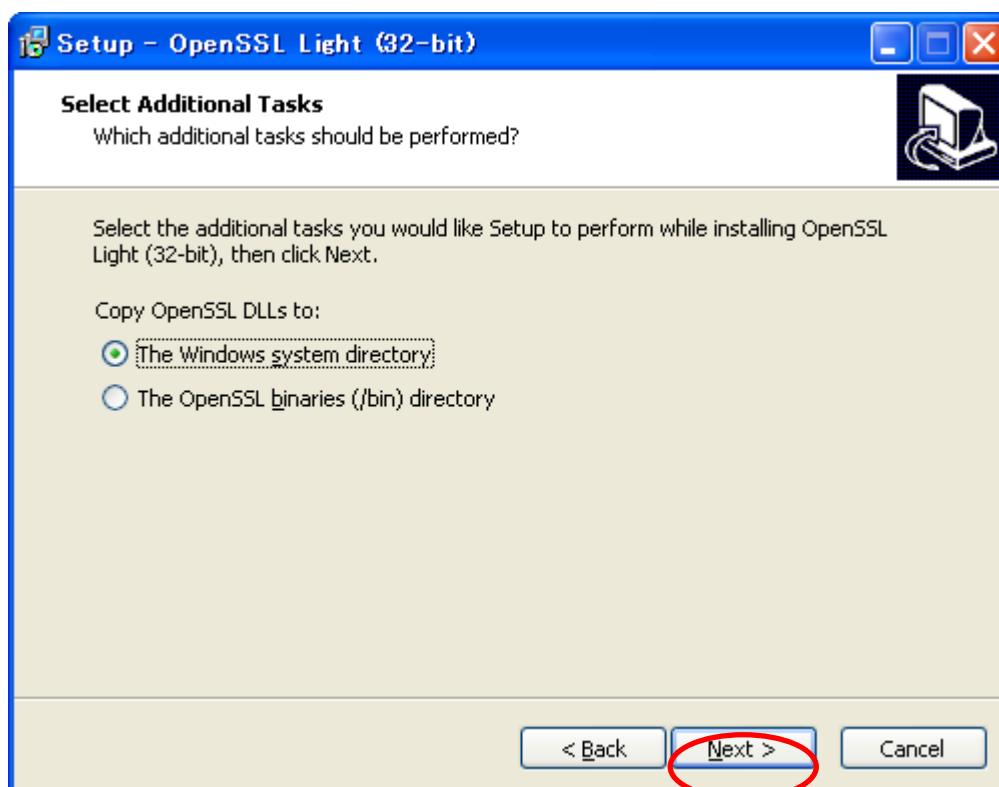 Setup - OpenSSL Light (32-bit)
Select Additional Tasks
Which additional tasks should be performed?
Select the additional tasks you would like Setup to perform while installing OpenSSL
Light (32-bit), then click Next.
Copy OpenSSL DLLs to:
The Windows system directory
The OpenSSL binaries (/bin) directory
< Back Next > Cancel